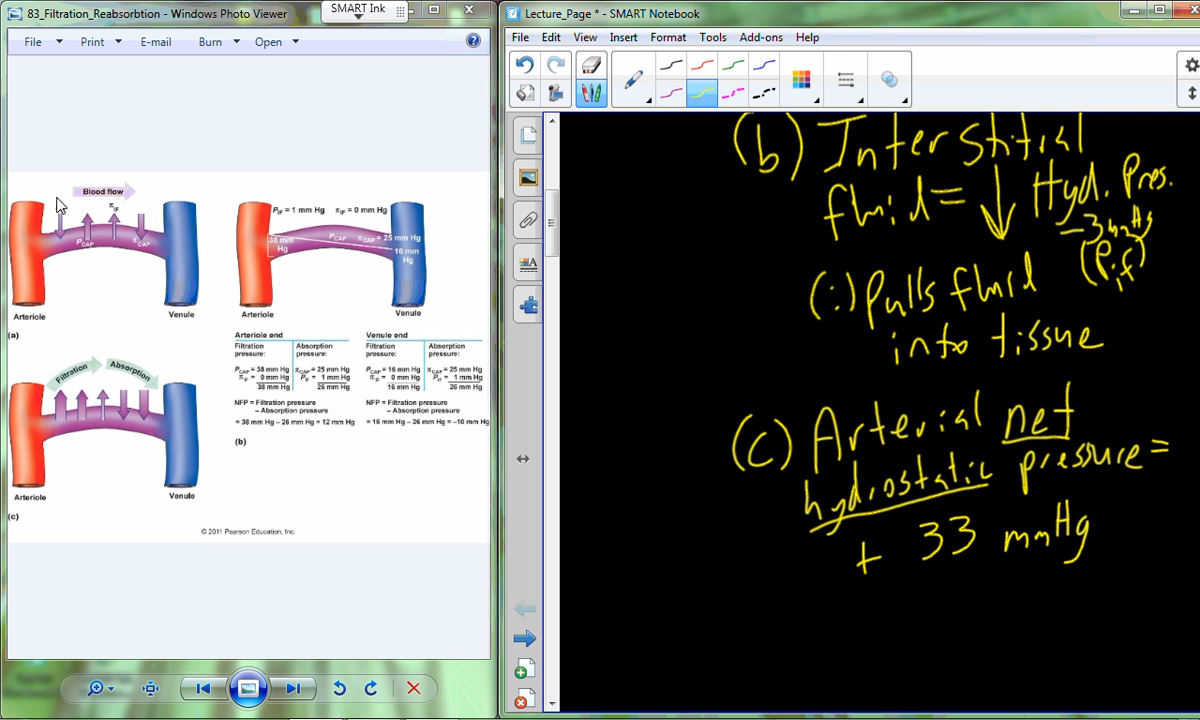 83_Filtration_Reabsorbtion - Windows Photo Viewer
SMART Ink
File Print E-mail Burn Open
Blood flow
πIF
PCAP
πCAP
Arteriole
Venule
(a)
PIF = 1 mm Hg πIF = 0 mm Hg
38 mm Hg
PCAP
πCAP = 25 mm Hg
16 mm Hg
Arteriole
Venule
Arteriole end
Filtration pressure:
Absorption pressure:
PCAP = 38 mm Hg πCAP = 25 mm Hg
πIF = 0 mm Hg PIF = 1 mm Hg
38 mm Hg 26 mm Hg
NFP = Filtration pressure
– Absorption pressure
= 38 mm Hg – 26 mm Hg = 12 mm Hg
Venule end
Filtration pressure:
Absorption pressure:
PCAP = 16 mm Hg πCAP = 25 mm Hg
πIF = 0 mm Hg PIF = 1 mm Hg
16 mm Hg 26 mm Hg
NFP = Filtration pressure
– Absorption pressure
= 16 mm Hg – 26 mm Hg = –10 mm Hg
(b)
Filtration
Absorption
Arteriole
Venule
(c)
© 2011 Pearson Education, Inc.
Lecture_Page * - SMART Notebook
File Edit View Insert Format Tools Add-ons Help
(b) Interstitial
fluid = ↓ Hyd. Pres.
-3mmHg
(Pif)
(i) Pulls fluid
into tissue
(c) Arterial net
hydrostatic pressure =
+ 33 mmHg